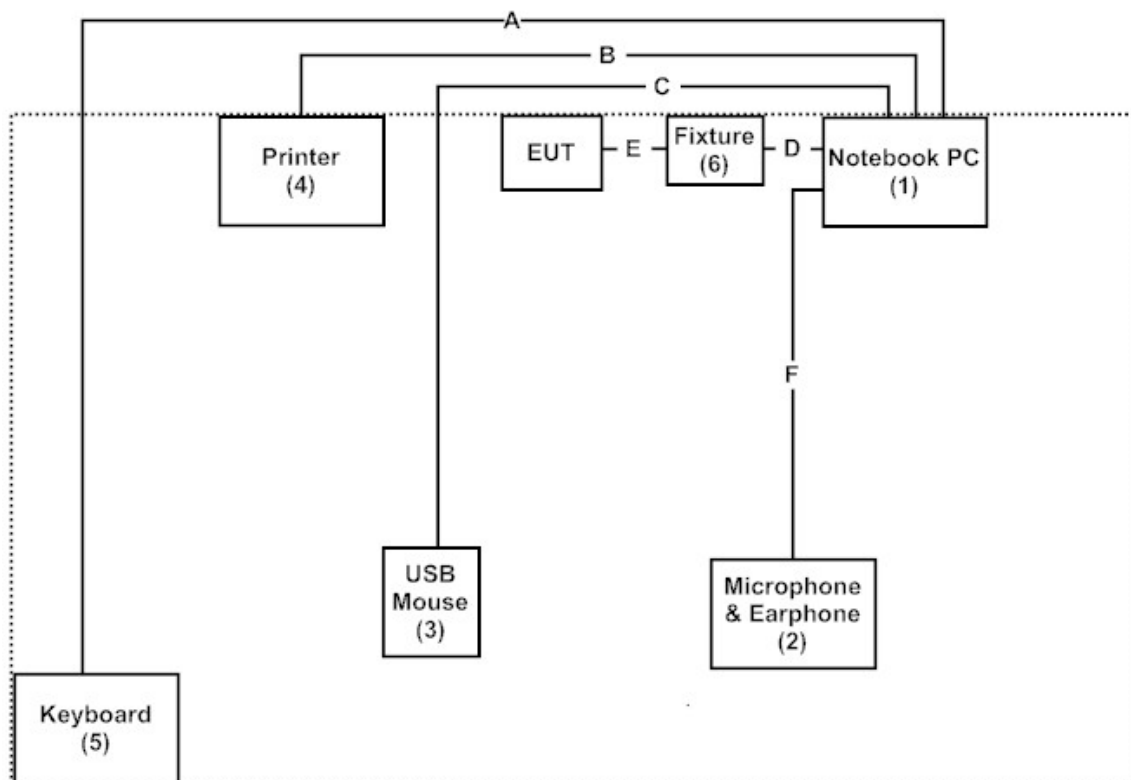 A
B
C
Printer
(4)
EUT
E
Fixture
(6)
D
Notebook PC
(1)
F
USB
Mouse
(3)
Microphone
& Earphone
(2)
Keyboard
(5)